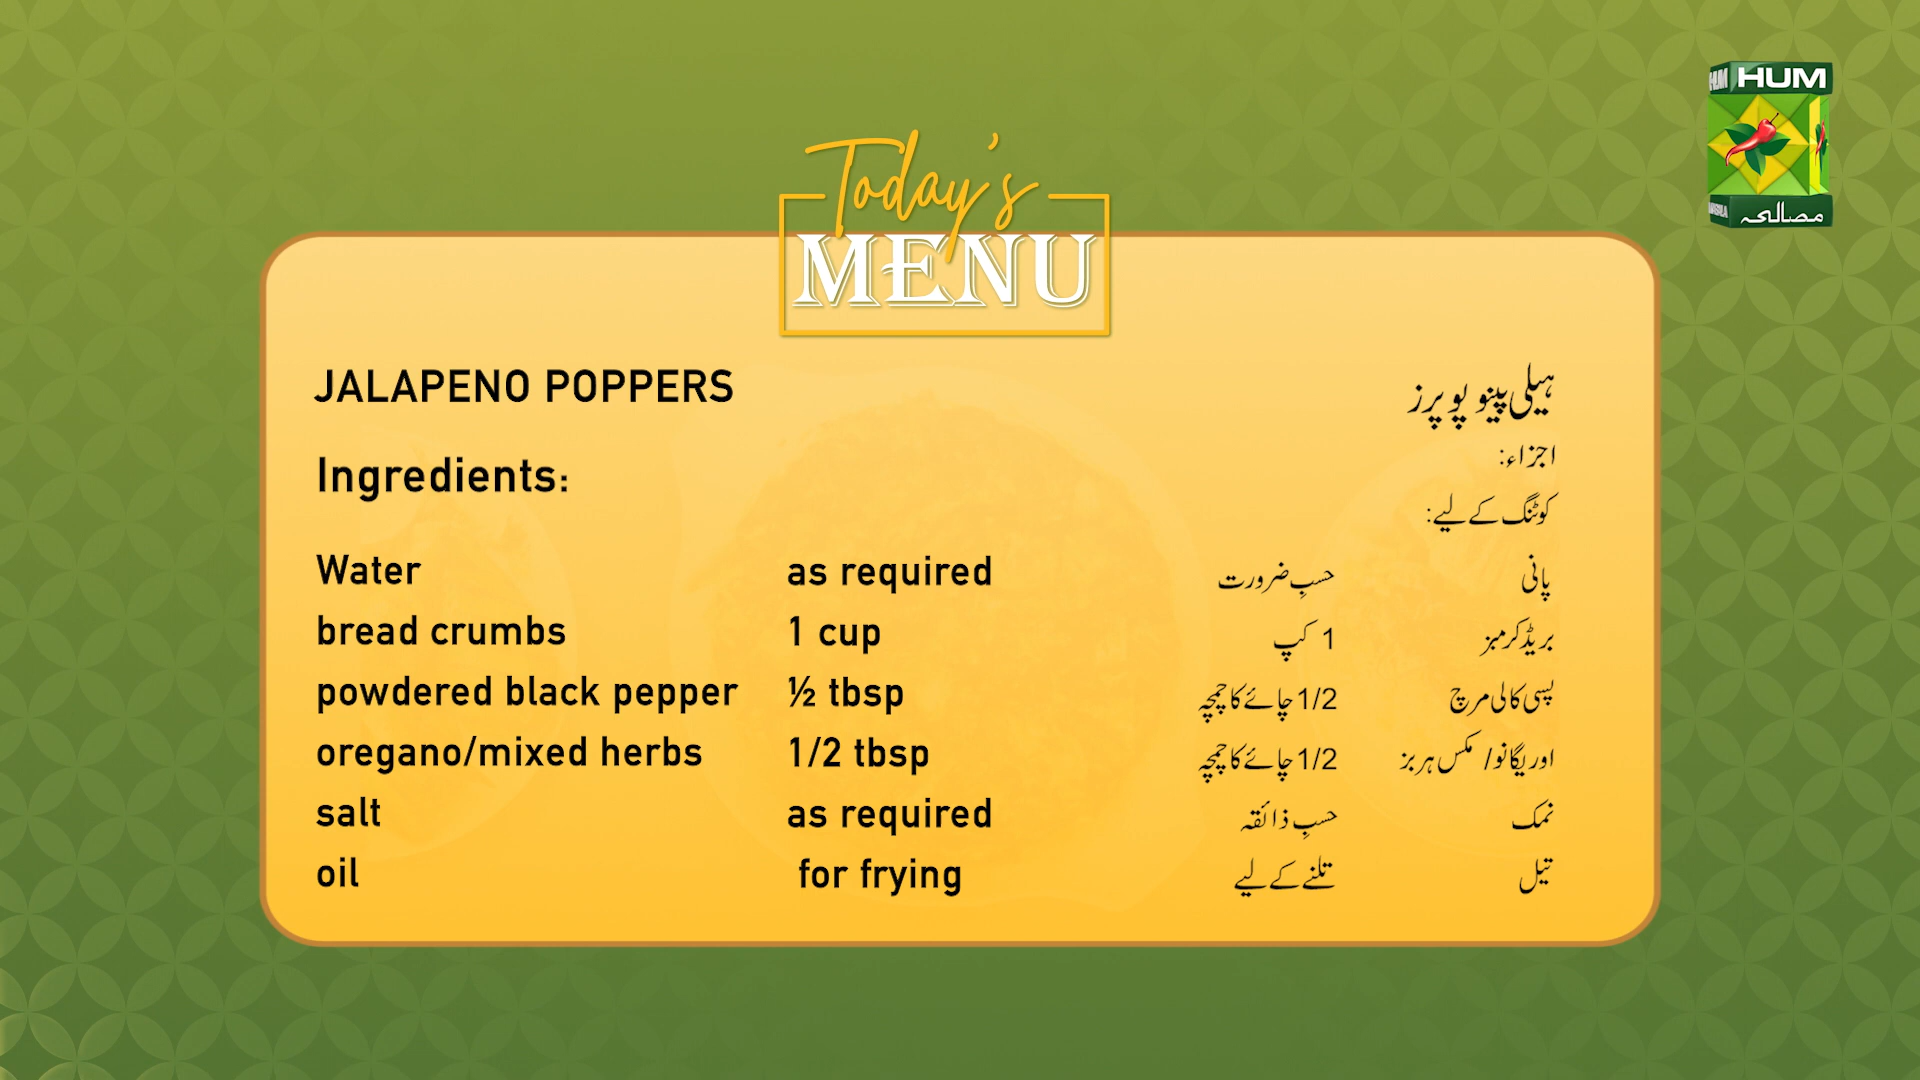 HUM
مصالحہ
Today's
MENU
JALAPENO POPPERS
ہیلی پینو پوپرز
Ingredients:
اجزاء:
کوٹنگ کے لیے:
Water as required
پانی حسبِ ضرورت
bread crumbs 1 cup
بریڈ کرمبز 1 کپ
powdered black pepper ½ tbsp
پسی کالی مرچ 1/2 چائے کا چمچہ
oregano/mixed herbs 1/2 tbsp
اوریگانو/ مکس ہربز 1/2 چائے کا چمچہ
salt as required
نمک حسبِ ذائقہ
oil for frying
تیل تلنے کے لیے